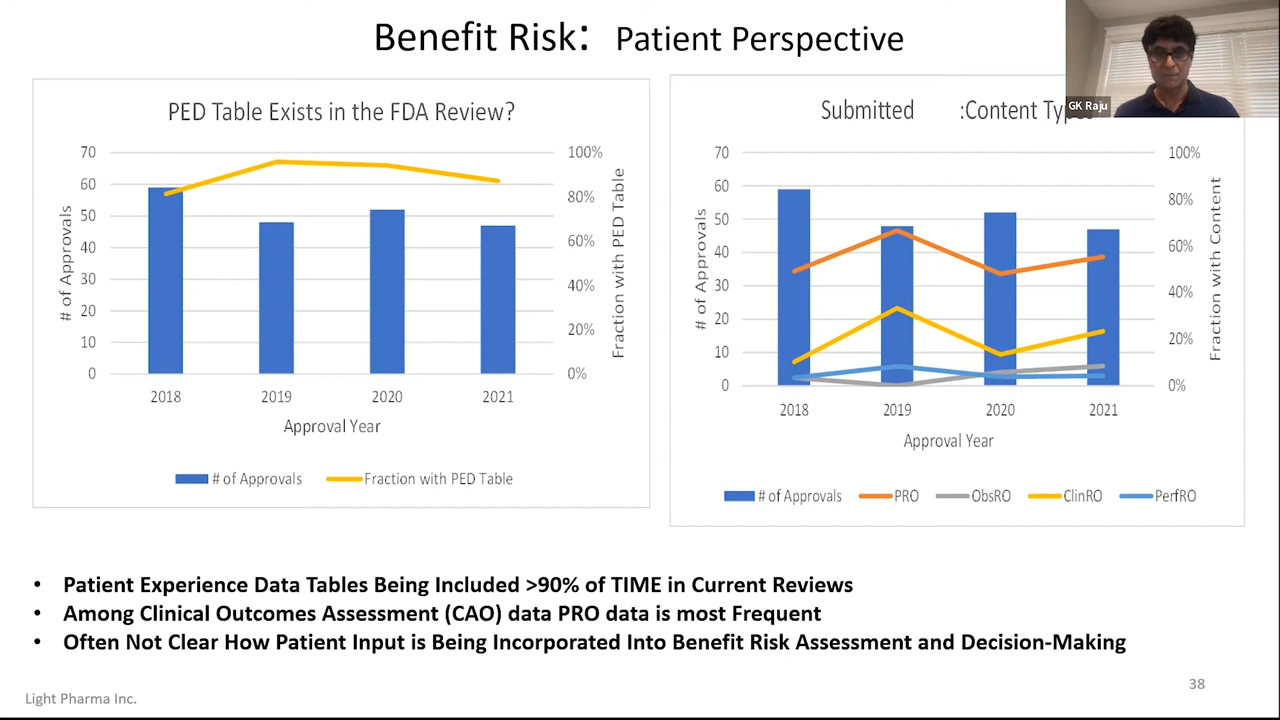 Benefit Risk: Patient Perspective
GK Raju
PED Table Exists in the FDA Review?
# of Approvals
70
60
50
40
30
20
10
0
100%
80%
60%
40%
20%
0%
Fraction with PED Table
2018 2019 2020 2021
Approval Year
# of Approvals Fraction with PED Table
Submitted :Content
# of Approvals
70
60
50
40
30
20
10
0
100%
80%
60%
40%
20%
0%
Fraction with Content
2018 2019 2020 2021
Approval Year
# of Approvals PRO ObsRO ClinRO PerfRO
• Patient Experience Data Tables Being Included >90% of TIME in Current Reviews
• Among Clinical Outcomes Assessment (CAO) data PRO data is most Frequent
• Often Not Clear How Patient Input is Being Incorporated Into Benefit Risk Assessment and Decision-Making
Light Pharma Inc.
38